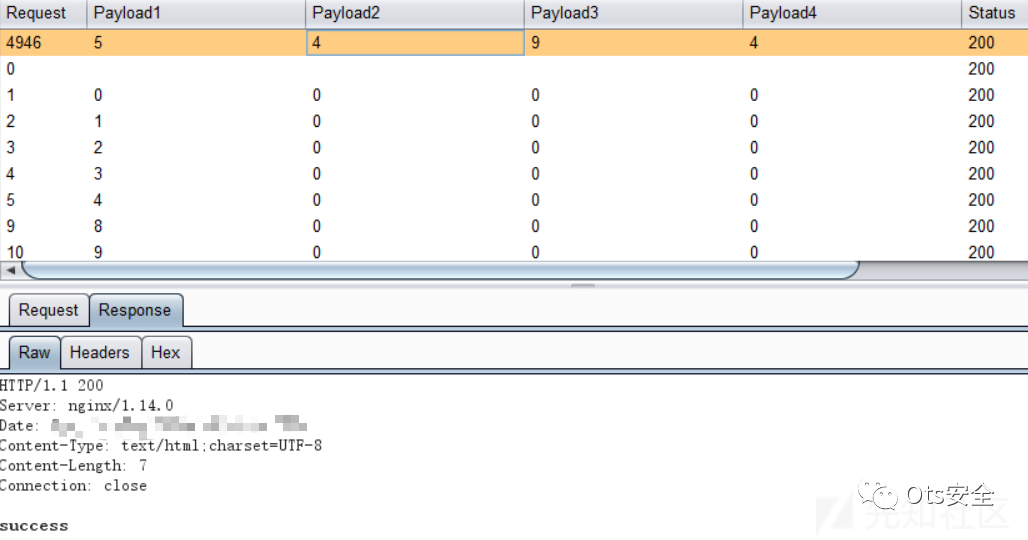 Request Payload1 Payload2 Payload3 Payload4 Status
4946 5 4 9 4 200
0 200
1 0 0 0 0 200
2 1 0 0 0 200
3 2 0 0 0 200
4 3 0 0 0 200
5 4 0 0 0 200
9 8 0 0 0 200
10 9 0 0 0 200
Request Response
Raw Headers Hex
HTTP/1.1 200
Server: nginx/1.14.0
Date:
Content-Type: text/html;charset=UTF-8
Content-Length: 7
Connection: close
Ots安全
先知社区
success